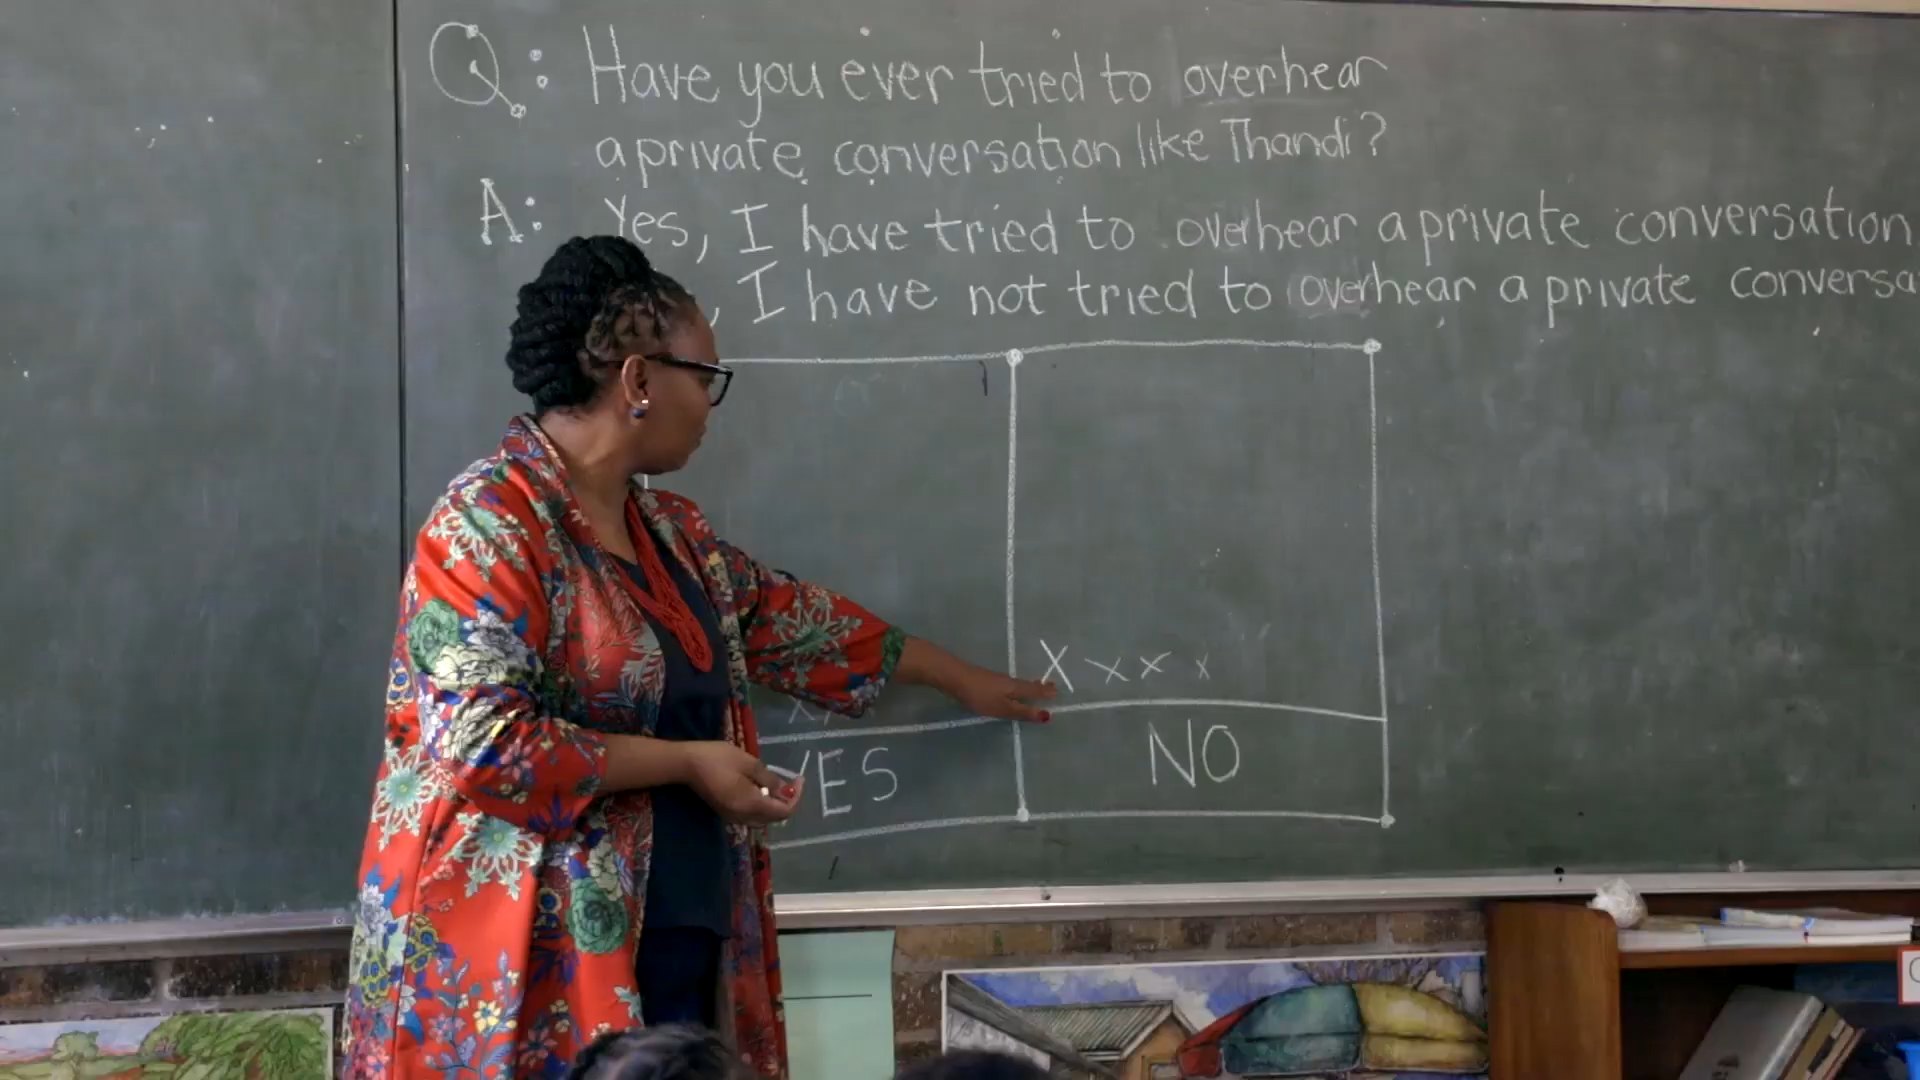 Q: Have you ever tried to overhear
a private conversation like Thandi?
A: Yes, I have tried to overhear a private conversation
, I have not tried to overhear a private
X x x x
YES
NO